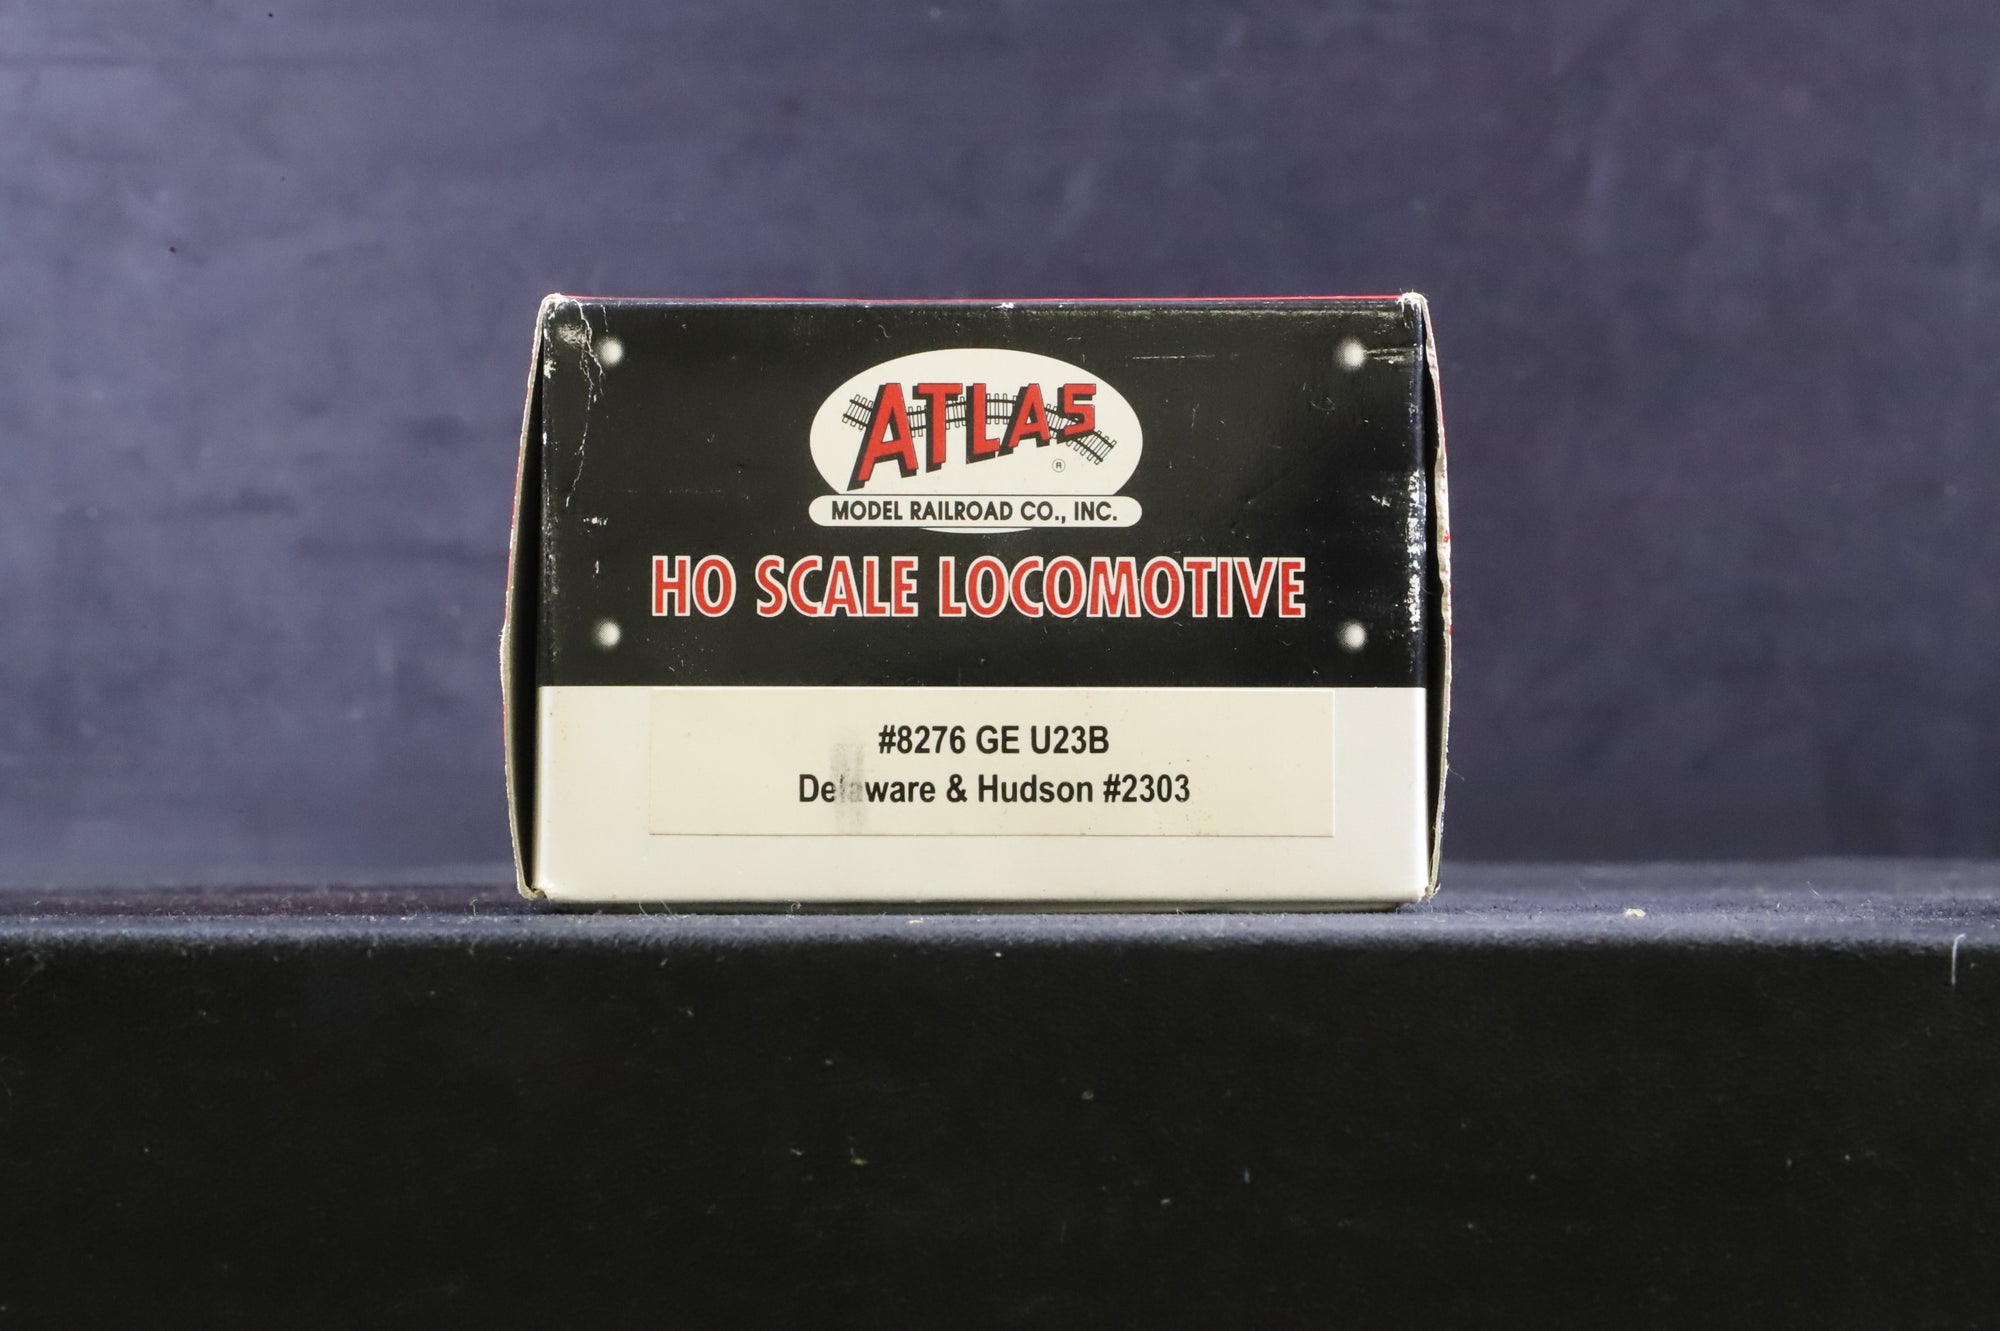 ATLAS
®
MODEL RAILROAD CO., INC.
HO SCALE LOCOMOTIVE
#8276 GE U23B
Delaware & Hudson #2303